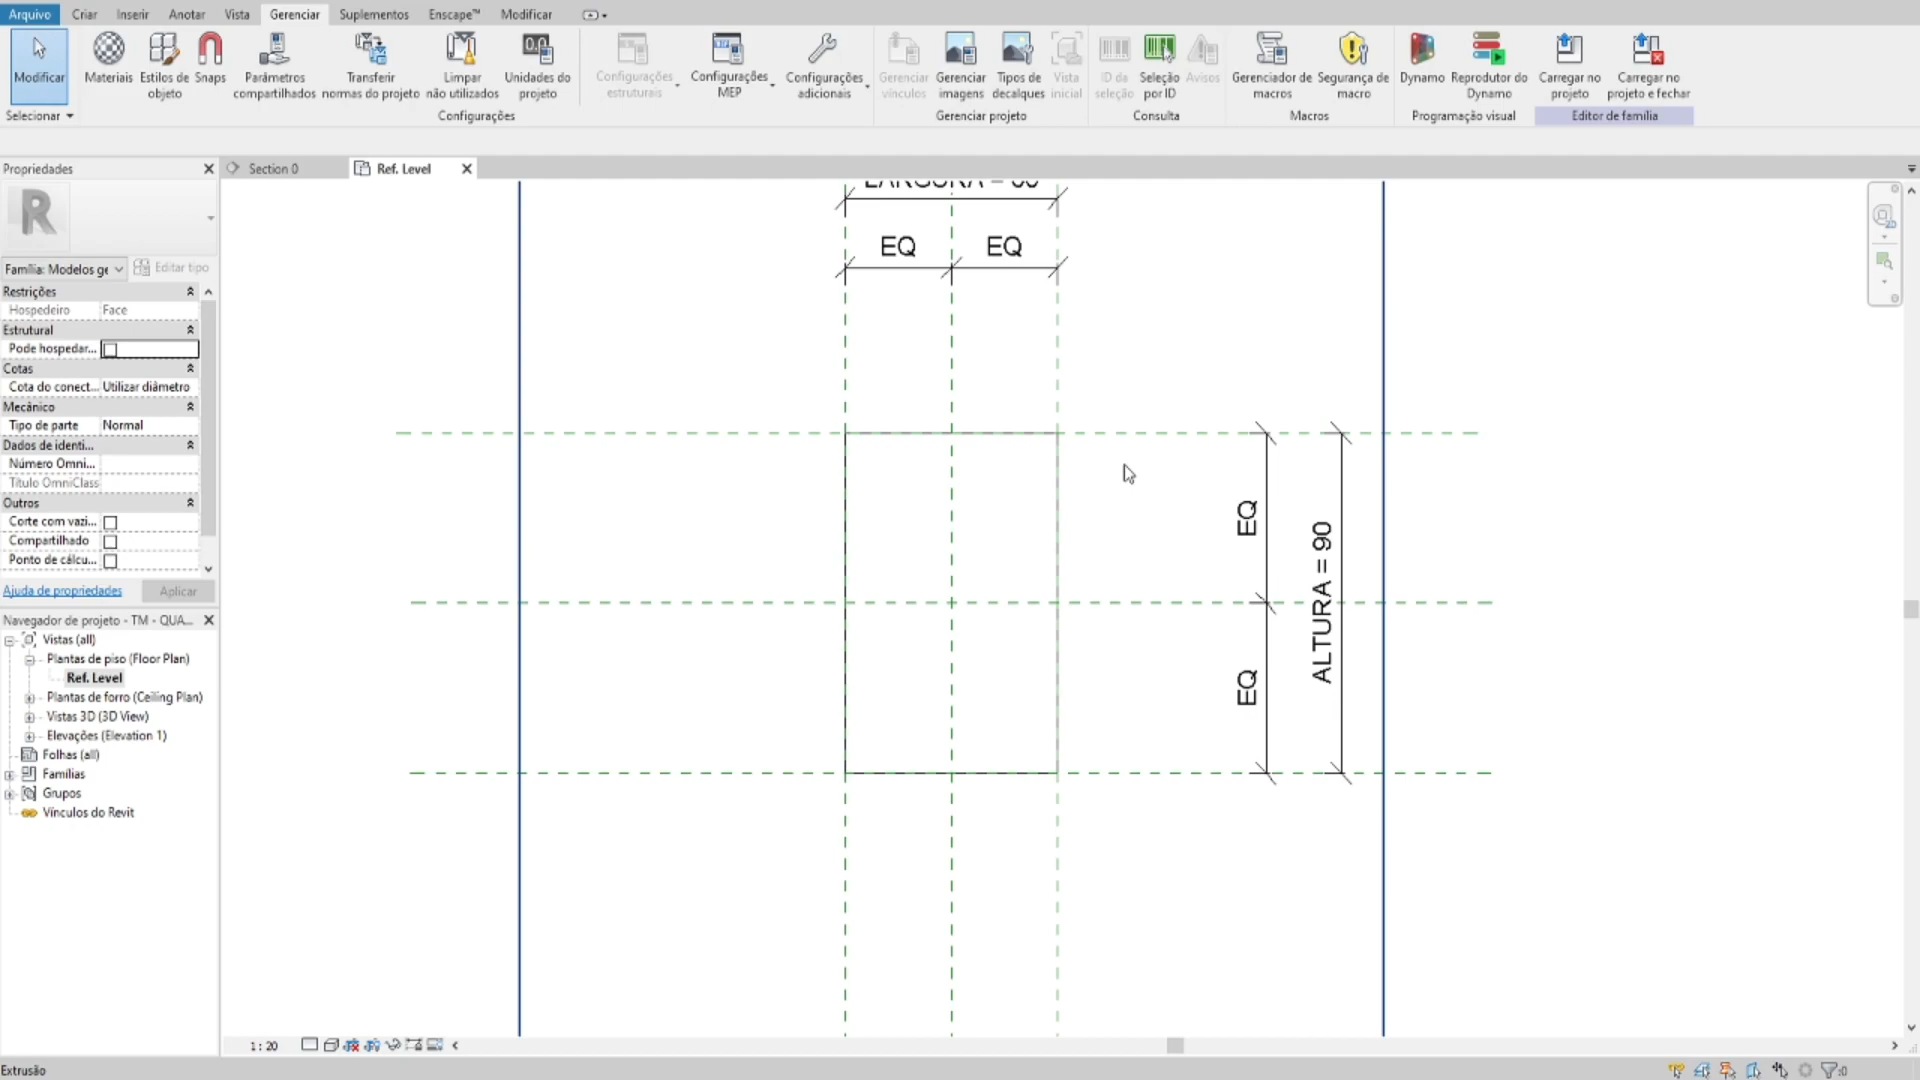 Arquivo Criar Inserir Anotar Vista Gerenciar Suplementos Enscape™ Modificar
Modificar Materiais Estilos de objeto Snaps Parâmetros compartilhados Transferir normas do projeto Limpar não utilizados Unidades do projeto Configurações estruturais Configurações MEP Configurações adicionais Gerenciar vínculos Gerenciar imagens Tipos de decalques Vista inicial ID da seleção Seleção por ID Avisos Gerenciador de macros Segurança de macro Dynamo Reprodutor do Dynamo Carregar no projeto Carregar no projeto e fechar
Selecionar Configurações Gerenciar projeto Consulta Macros Programação visual Editor de família
Propriedades
Section 0 Ref. Level
R
Família: Modelos ge Editar tipo
Restrições
Hospedeiro Face
Estrutural
Pode hospedar...
Cotas
Cota do conect... Utilizar diâmetro
Mecânico
Tipo de parte Normal
Dados de identi...
Número Omni...
Título OmniClass
Outros
Corte com vazi...
Compartilhado
Ponto de cálcu...
Ajuda de propriedades Aplicar
Navegador de projeto - TM - QUA...
Vistas (all)
Plantas de piso (Floor Plan)
Ref. Level
Plantas de forro (Ceiling Plan)
Vistas 3D (3D View)
Elevações (Elevation 1)
Folhas (all)
Famílias
Grupos
Vínculos do Revit
EQ EQ
EQ
EQ
ALTURA = 90
1 : 20
Extrusão
:0